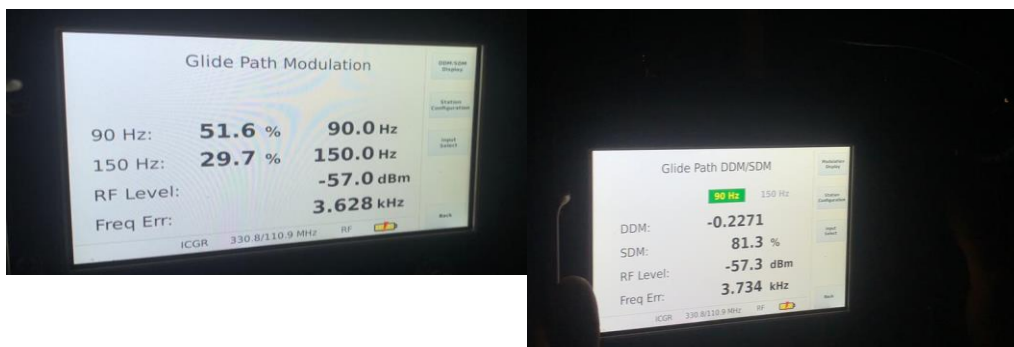 Glide Path Modulation
DDM/SDM
Display
Station
Configuration
90 Hz: 51.6 % 90.0 Hz
Input
Select
150 Hz: 29.7 % 150.0 Hz
RF Level: -57.0 dBm
Freq Err: 3.628 kHz
Back
ICGR 330.8/110.9 MHz RF
Glide Path DDM/SDM
Modulation
Display
90 Hz 150 Hz
Station
Configuration
DDM: -0.2271
Input
Select
SDM: 81.3 %
RF Level: -57.3 dBm
Freq Err: 3.734 kHz
Back
ICGR 330.8/110.9 MHz RF